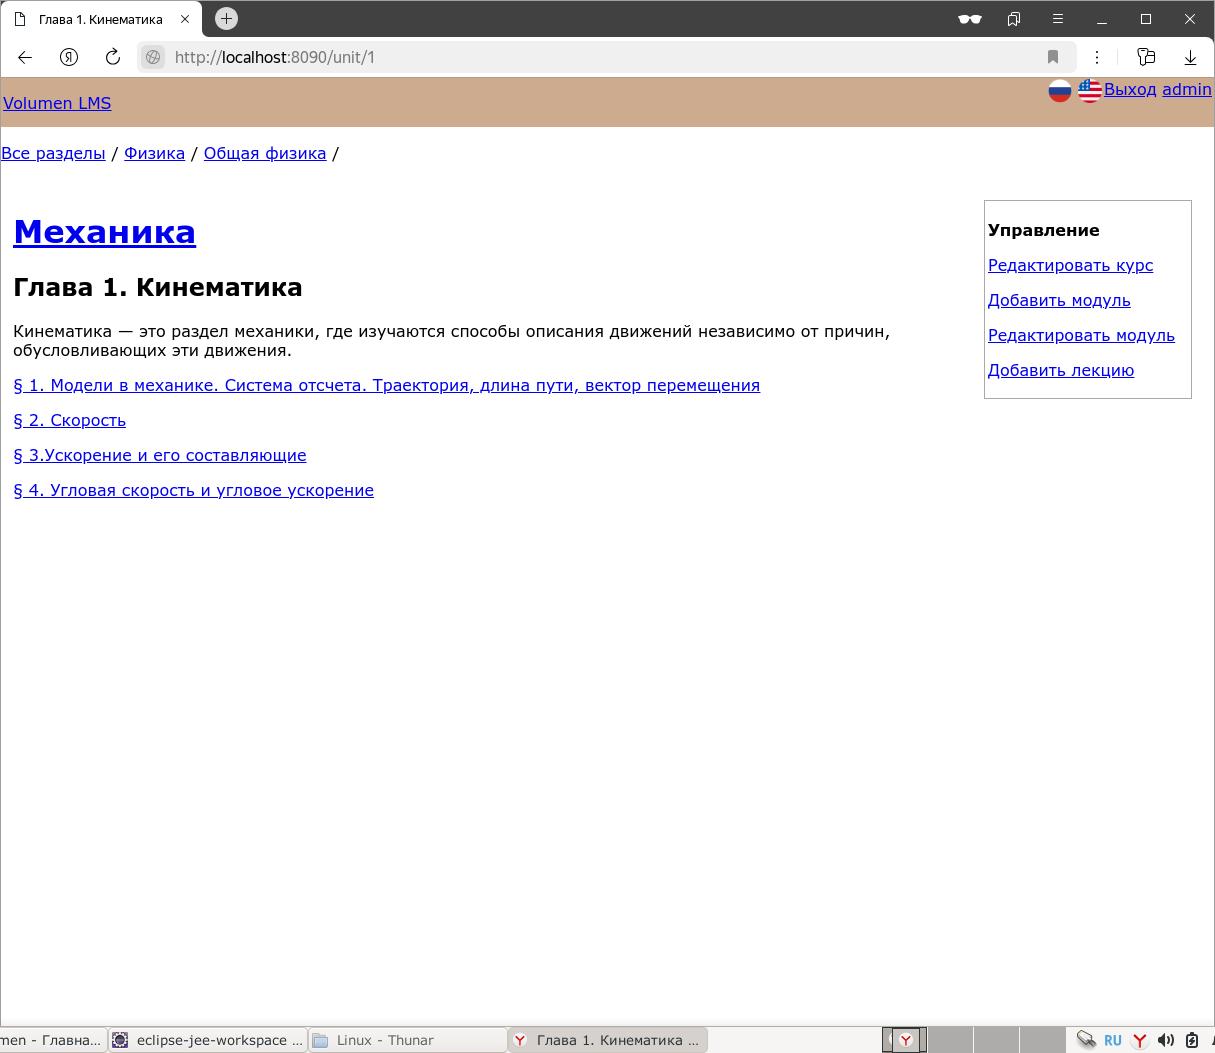 Глава 1. Кинематика
http://localhost:8090/unit/1
Volumen LMS
Выход admin
Все разделы / Физика / Общая физика /
Механика
Глава 1. Кинематика
Кинематика — это раздел механики, где изучаются способы описания движений независимо от причин,
обусловливающих эти движения.
§ 1. Модели в механике. Система отсчета. Траектория, длина пути, вектор перемещения
§ 2. Скорость
§ 3.Ускорение и его составляющие
§ 4. Угловая скорость и угловое ускорение
Управление
Редактировать курс
Добавить модуль
Редактировать модуль
Добавить лекцию
men - Главна... eclipse-jee-workspace ... Linux - Thunar Глава 1. Кинематика ... RU